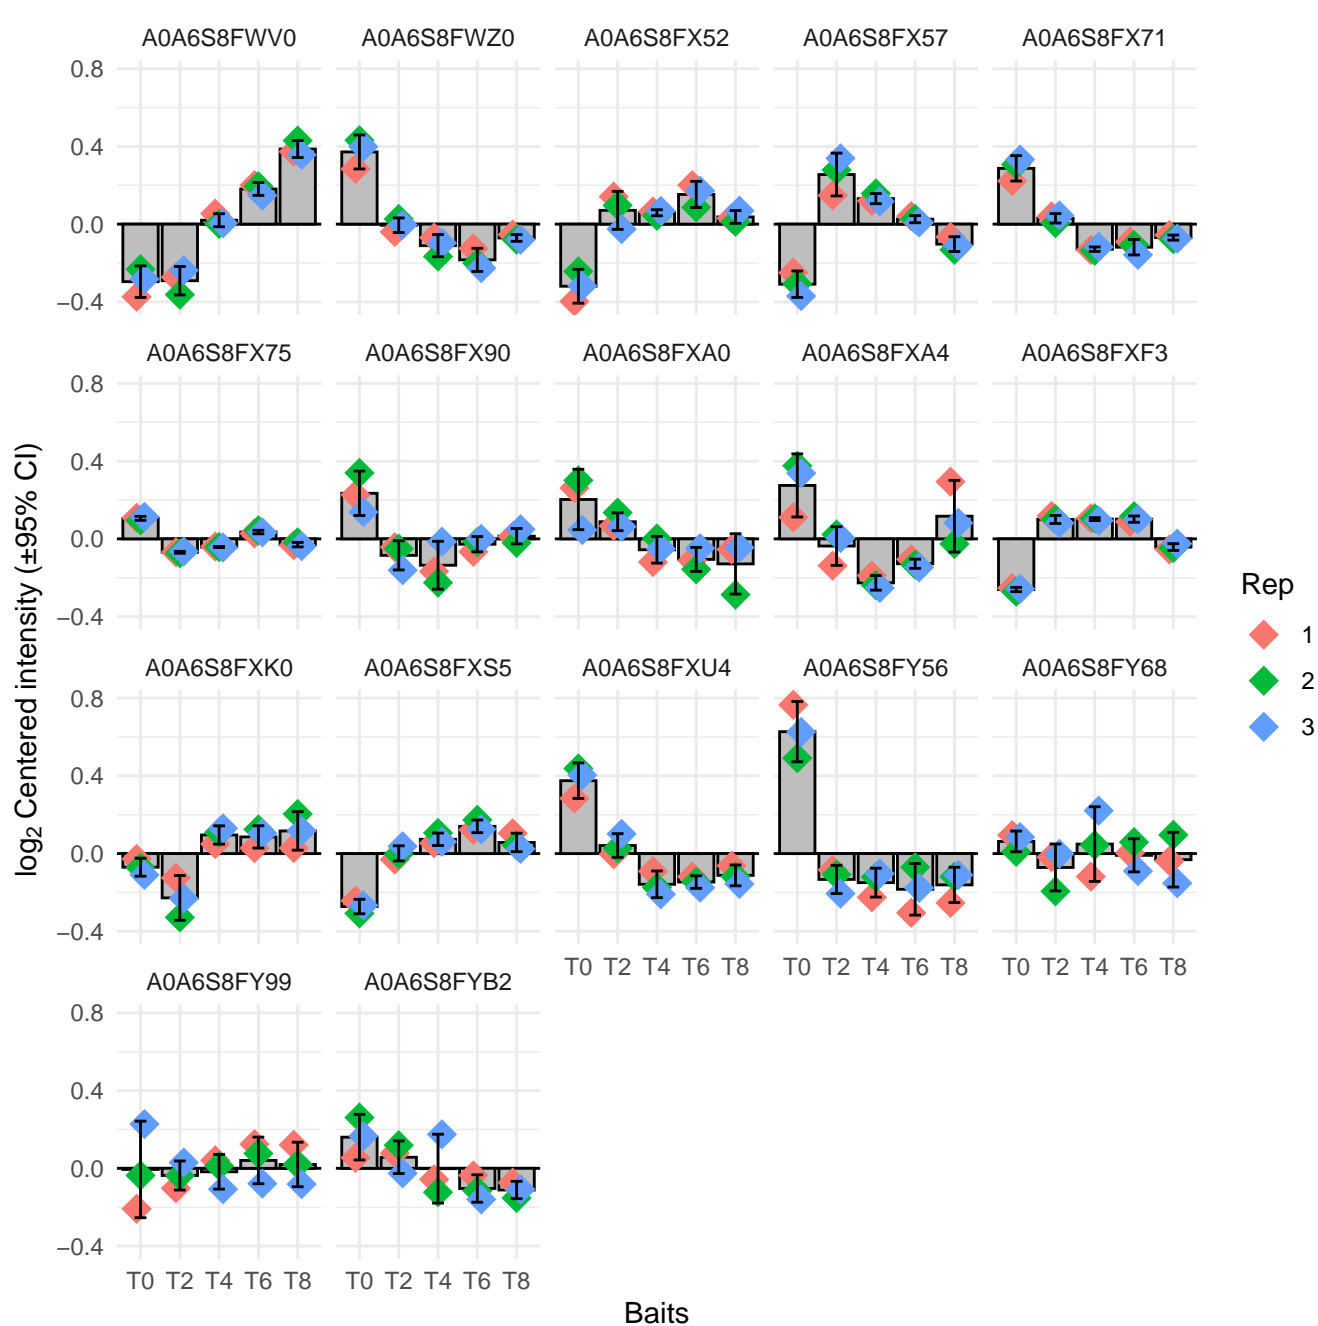 A0A6S8FWV0 A0A6S8FWZ0 A0A6S8FX52 A0A6S8FX57 A0A6S8FX71
0.8
0.4
0.0
−0.4
A0A6S8FX75 A0A6S8FX90 A0A6S8FXA0 A0A6S8FXA4 A0A6S8FXF3
0.8
0.4
0.0
−0.4
A0A6S8FXK0 A0A6S8FXS5 A0A6S8FXU4 A0A6S8FY56 A0A6S8FY68
0.8
0.4
0.0
−0.4
T0 T2 T4 T6 T8 T0 T2 T4 T6 T8 T0 T2 T4 T6 T8
A0A6S8FY99 A0A6S8FYB2
0.8
0.4
0.0
−0.4
T0 T2 T4 T6 T8 T0 T2 T4 T6 T8
Baits
log2 Centered intensity (±95% CI)
Rep
1
2
3